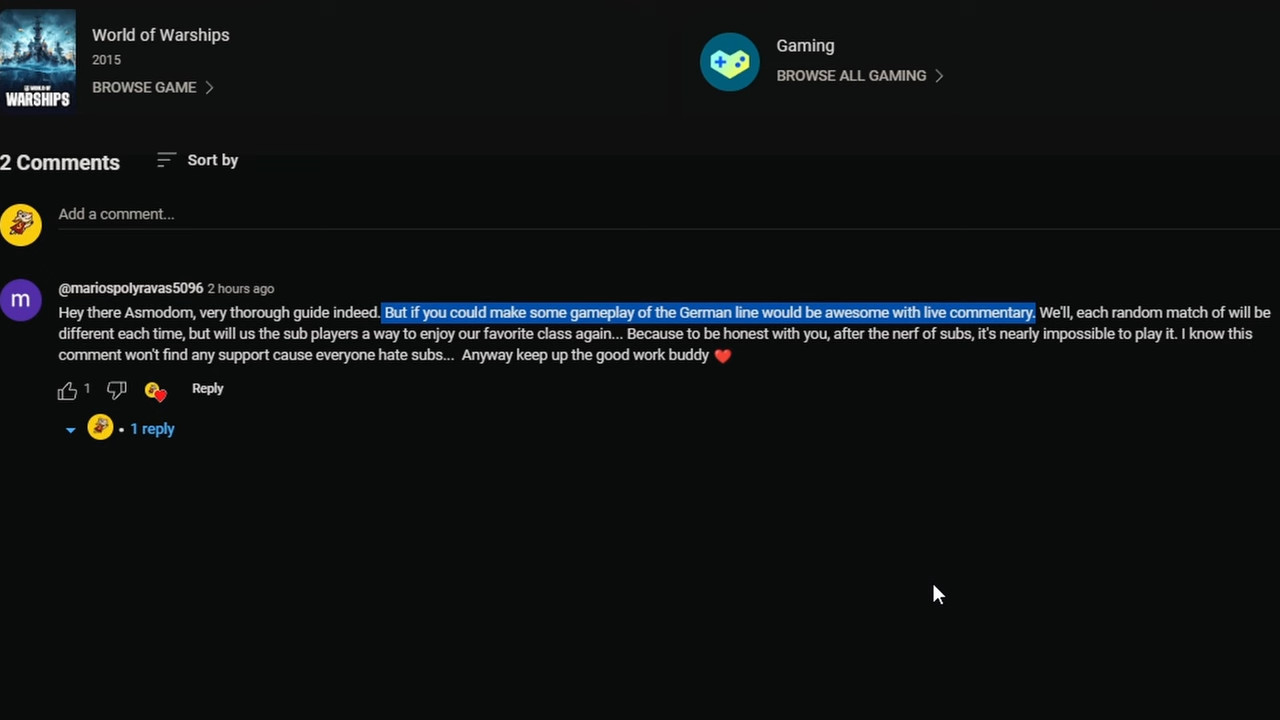 World of Warships
2015
BROWSE GAME
WORLD OF
WARSHIPS
Gaming
BROWSE ALL GAMING
2 Comments
Sort by
Add a comment...
m
@mariospolyravas5096 2 hours ago
Hey there Asmodom, very thorough guide indeed. But if you could make some gameplay of the German line would be awesome with live commentary. We'll, each random match of will be
different each time, but will us the sub players a way to enjoy our favorite class again... Because to be honest with you, after the nerf of subs, it's nearly impossible to play it. I know this
comment won't find any support cause everyone hate subs... Anyway keep up the good work buddy ❤️
1
Reply
• 1 reply